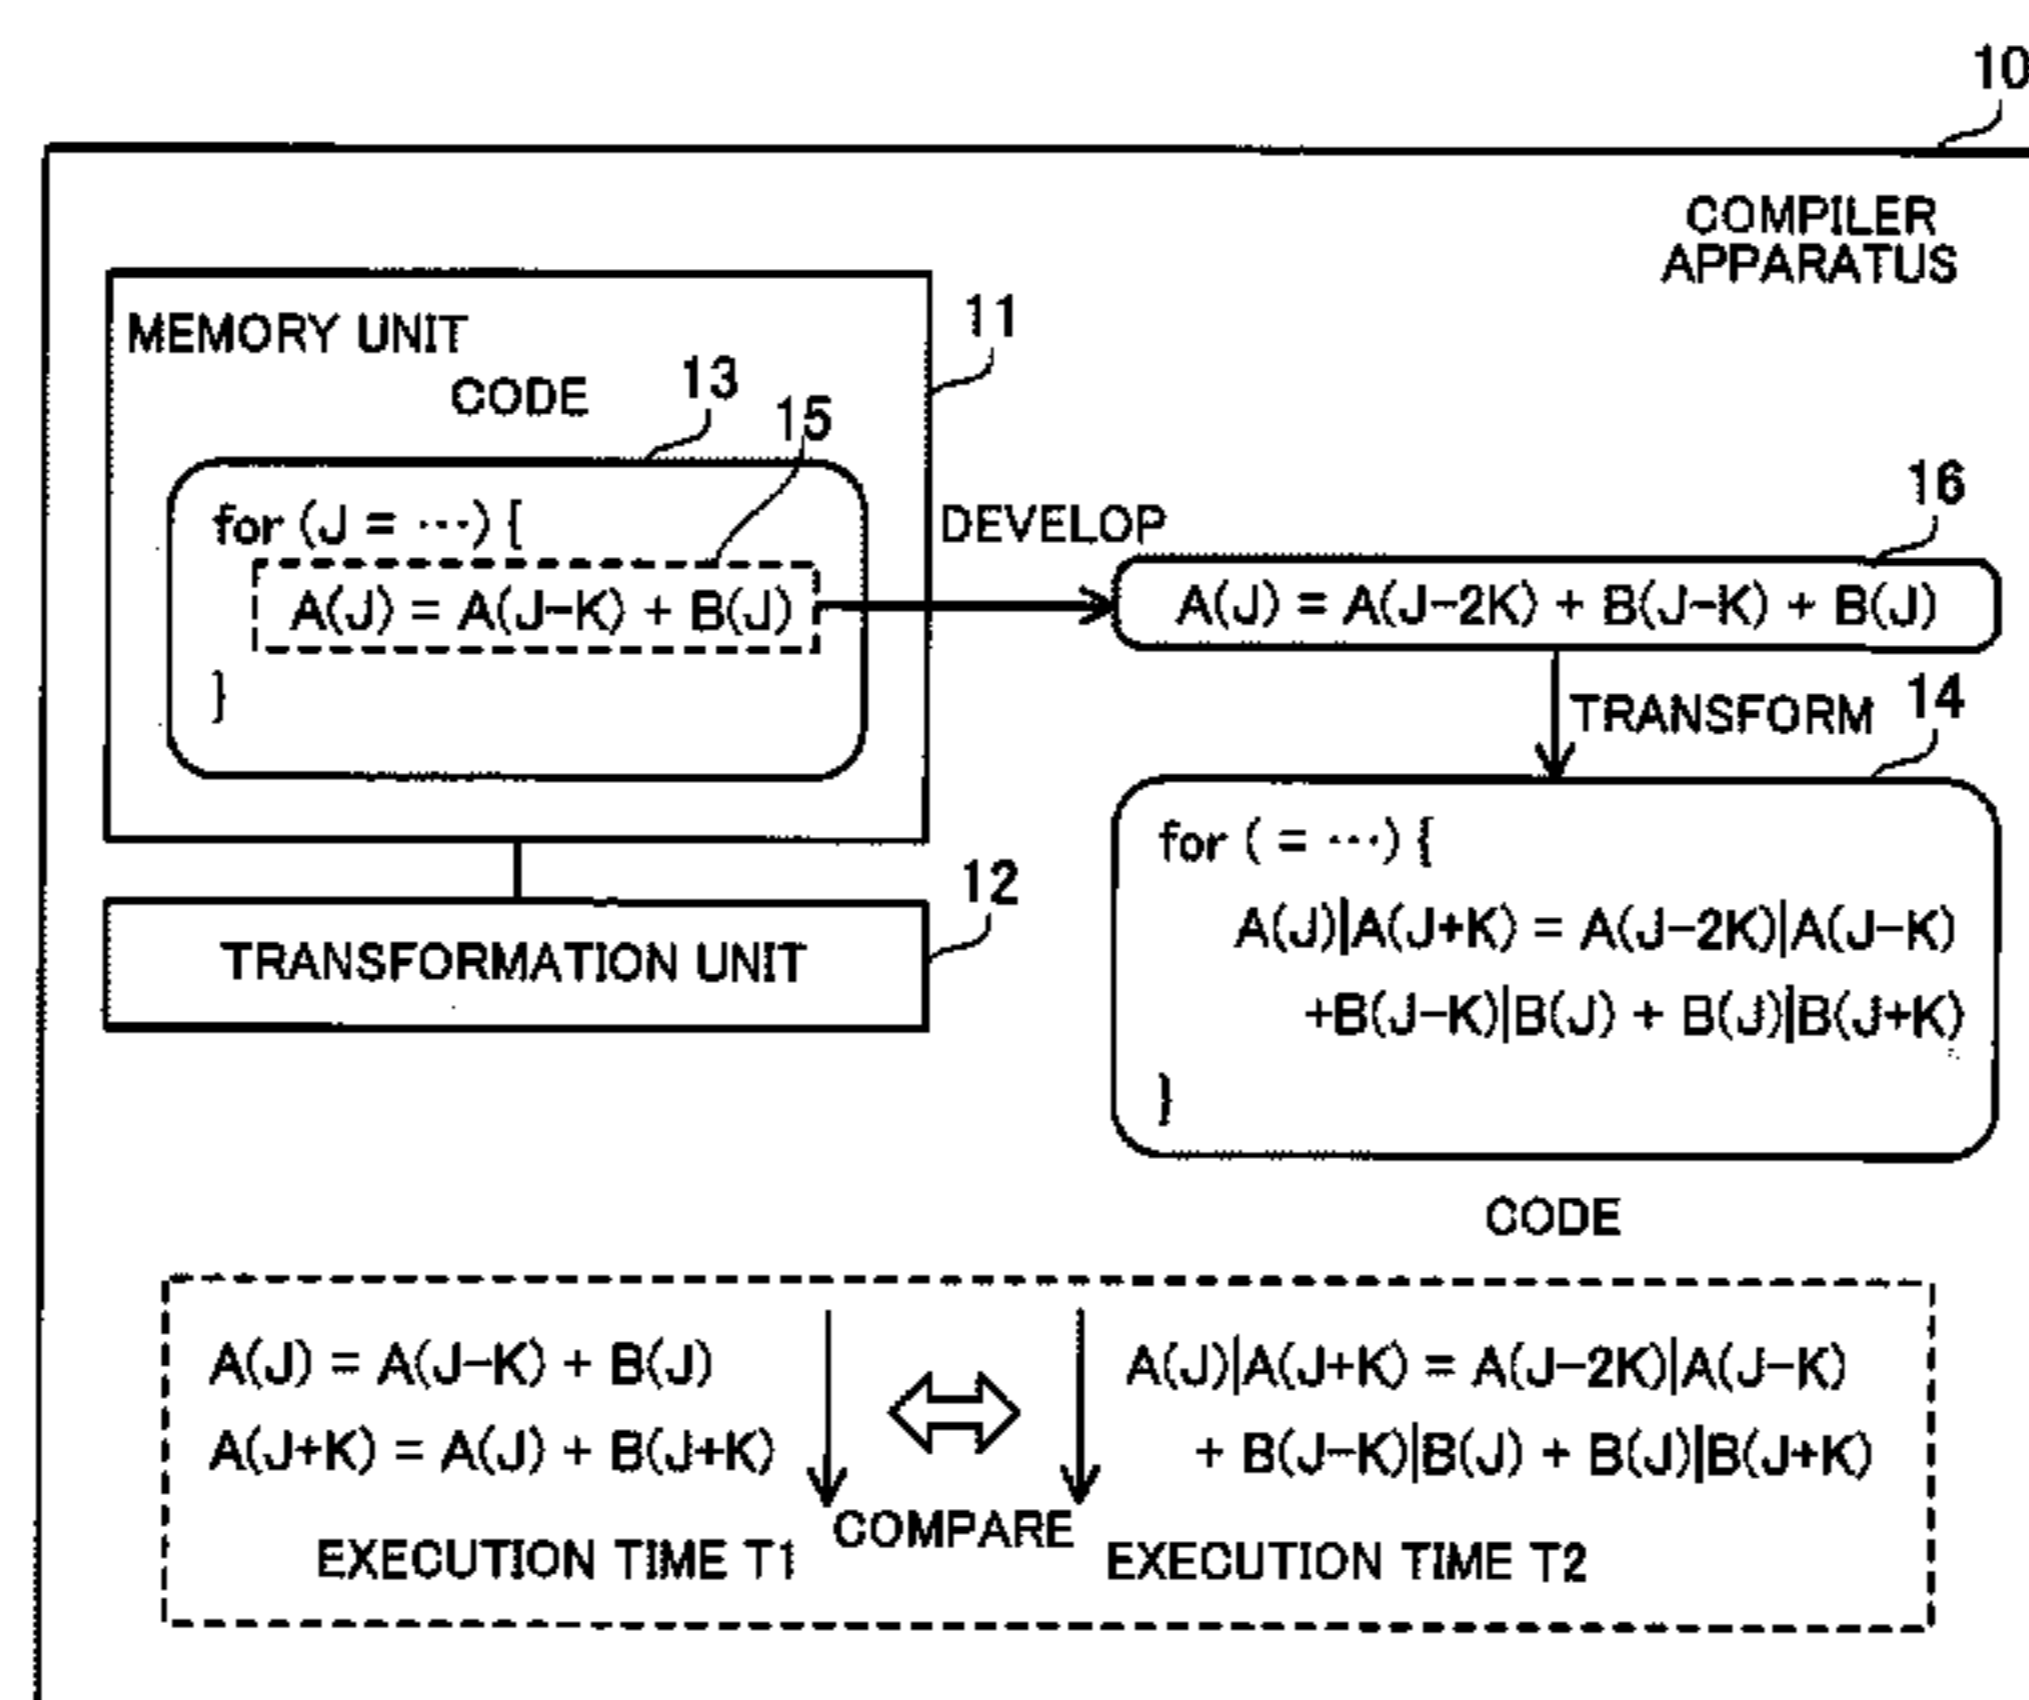 10
COMPILER
APPARATUS
MEMORY UNIT
11
CODE
13
15
for (J = ···) {
A(J) = A(J-K) + B(J)
}
DEVELOP
16
A(J) = A(J-2K) + B(J-K) + B(J)
TRANSFORM
14
for ( = ···) {
A(J)|A(J+K) = A(J-2K)|A(J-K)
+B(J-K)|B(J) + B(J)|B(J+K)
}
CODE
12
TRANSFORMATION UNIT
A(J) = A(J-K) + B(J)
A(J+K) = A(J) + B(J+K)
EXECUTION TIME T1
COMPARE
A(J)|A(J+K) = A(J-2K)|A(J-K)
+ B(J-K)|B(J) + B(J)|B(J+K)
EXECUTION TIME T2